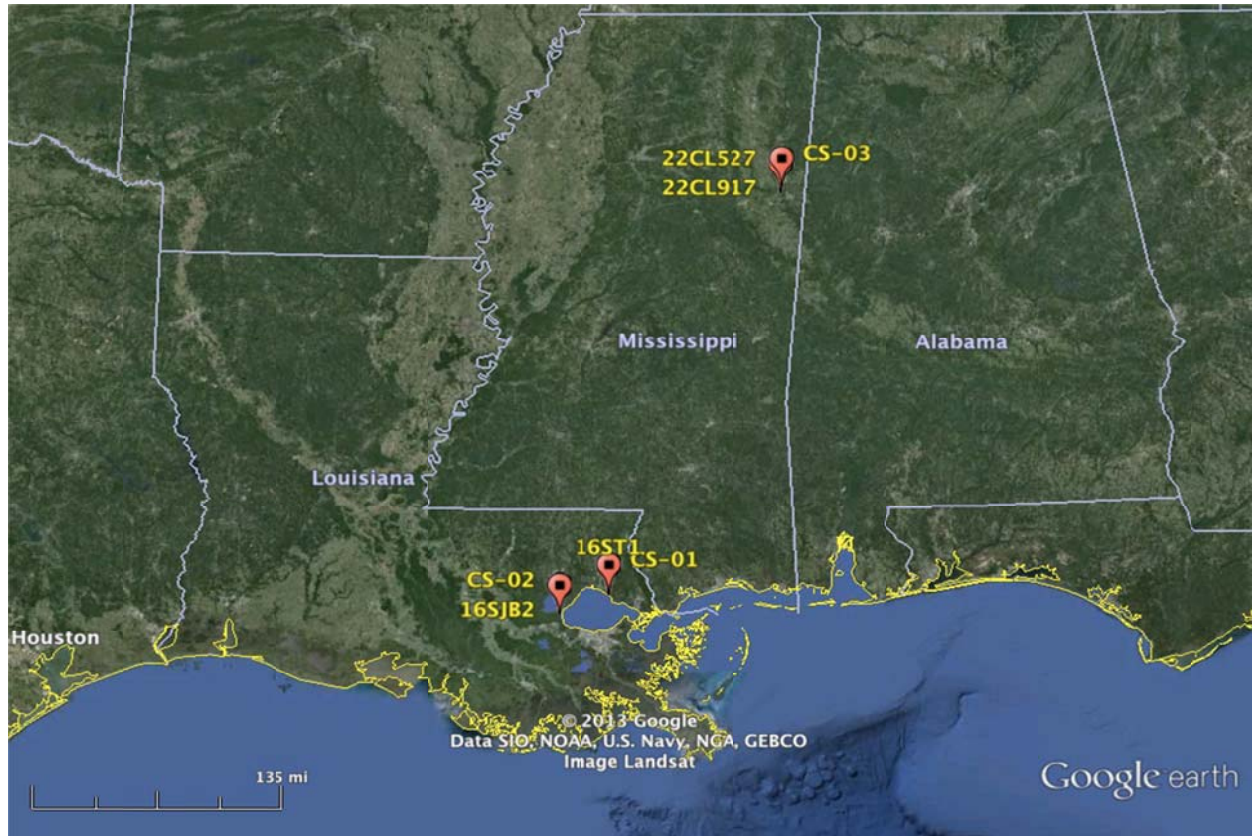 22CL527
CS-03
22CL917
Mississippi
Alabama
Louisiana
16ST1
CS-01
CS-02
16SJB2
Houston
© 2013 Google
Data SIO, NOAA, U.S. Navy, NGA, GEBCO
Image Landsat
135 mi
Google earth